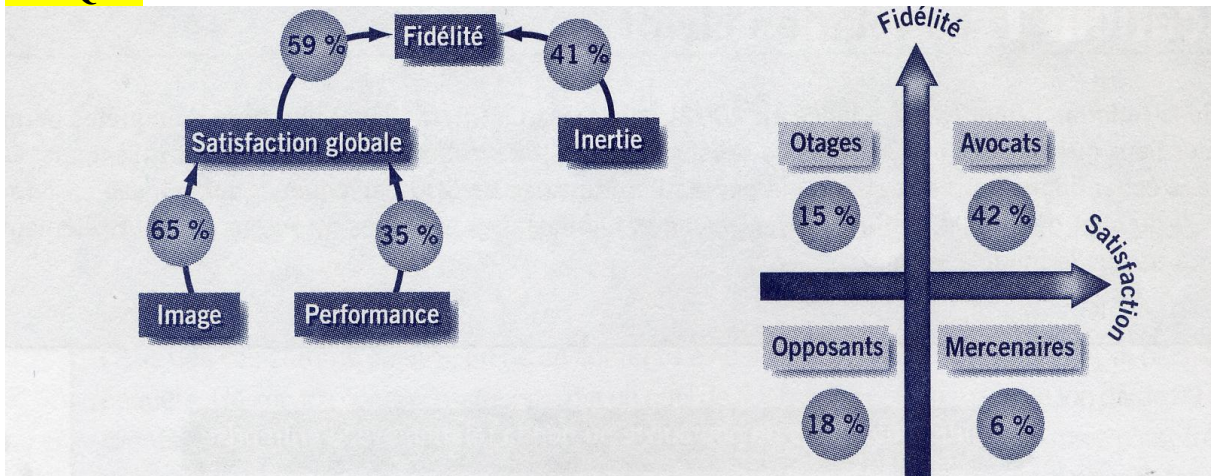 Fidélité
59 %
41 %
Satisfaction globale
Inertie
65 %
35 %
Image
Performance
Fidélité
Otages
Avocats
15 %
42 %
Satisfaction
Opposants
Mercenaires
18 %
6 %